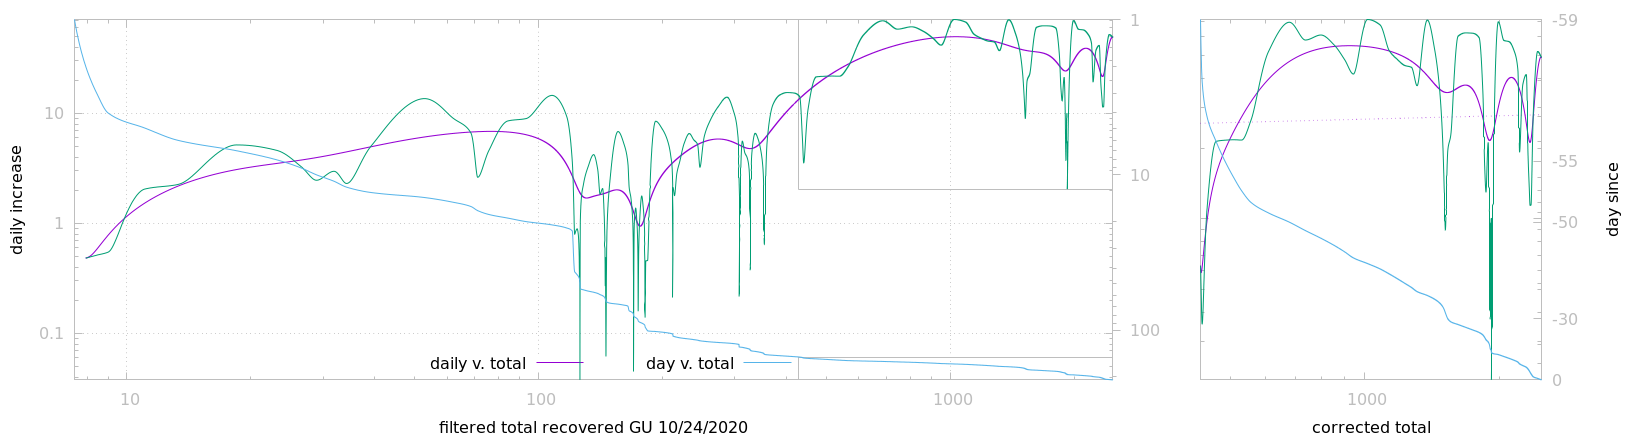 daily increase
10
1
0.1
10
100
1000
filtered total recovered GU 10/24/2020
daily v. total
day v. total
1
10
100
1000
corrected total
-59
-55
-50
-30
0
day since